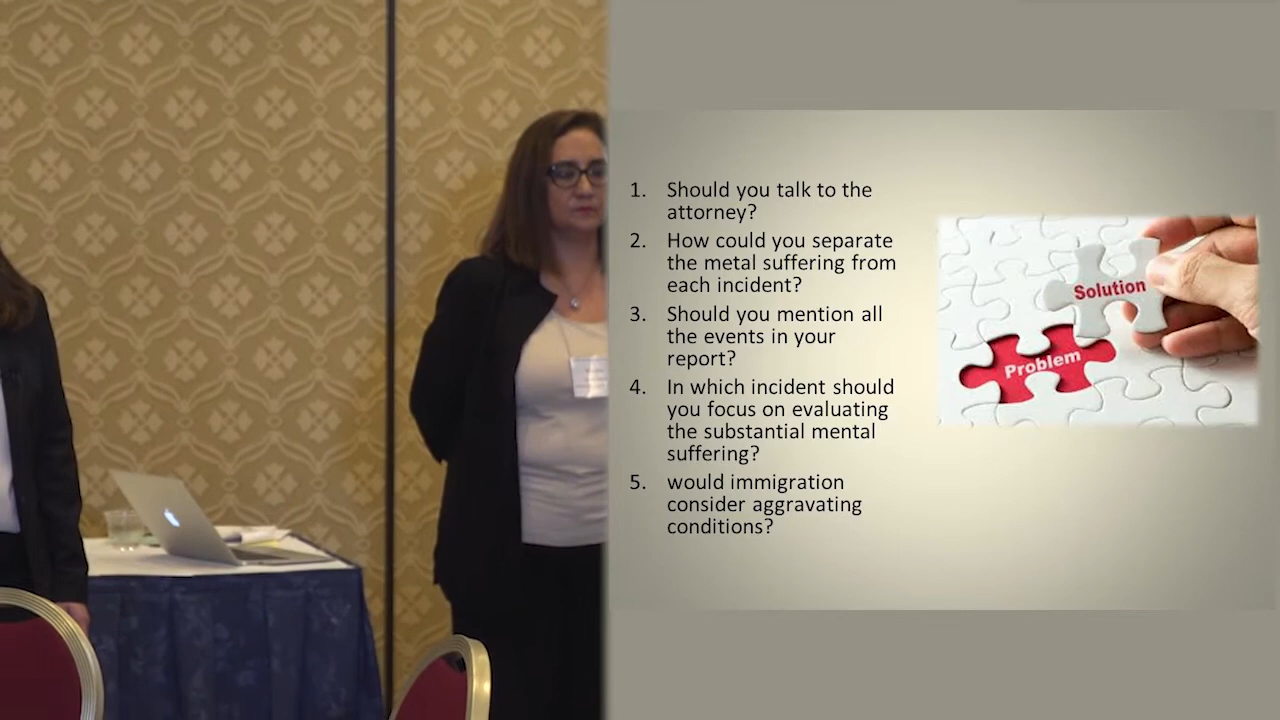 1. Should you talk to the
attorney?
2. How could you separate
the metal suffering from
each incident?
3. Should you mention all
the events in your
report?
4. In which incident should
you focus on evaluating
the substantial mental
suffering?
5. would immigration
consider aggravating
conditions?
Solution
Problem